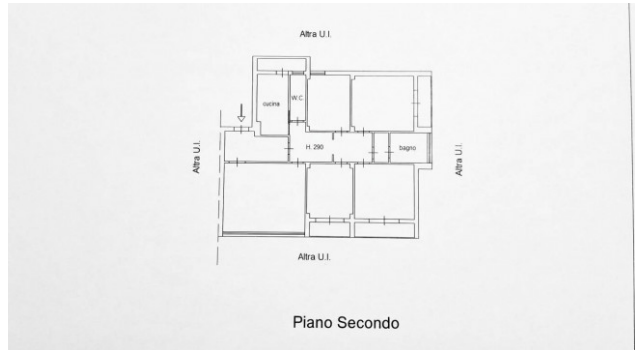 Altra U.I.
cucina
W.C.
Altra U.I.
H. 290
bagno
Altra U.I.
Altra U.I.
Piano Secondo